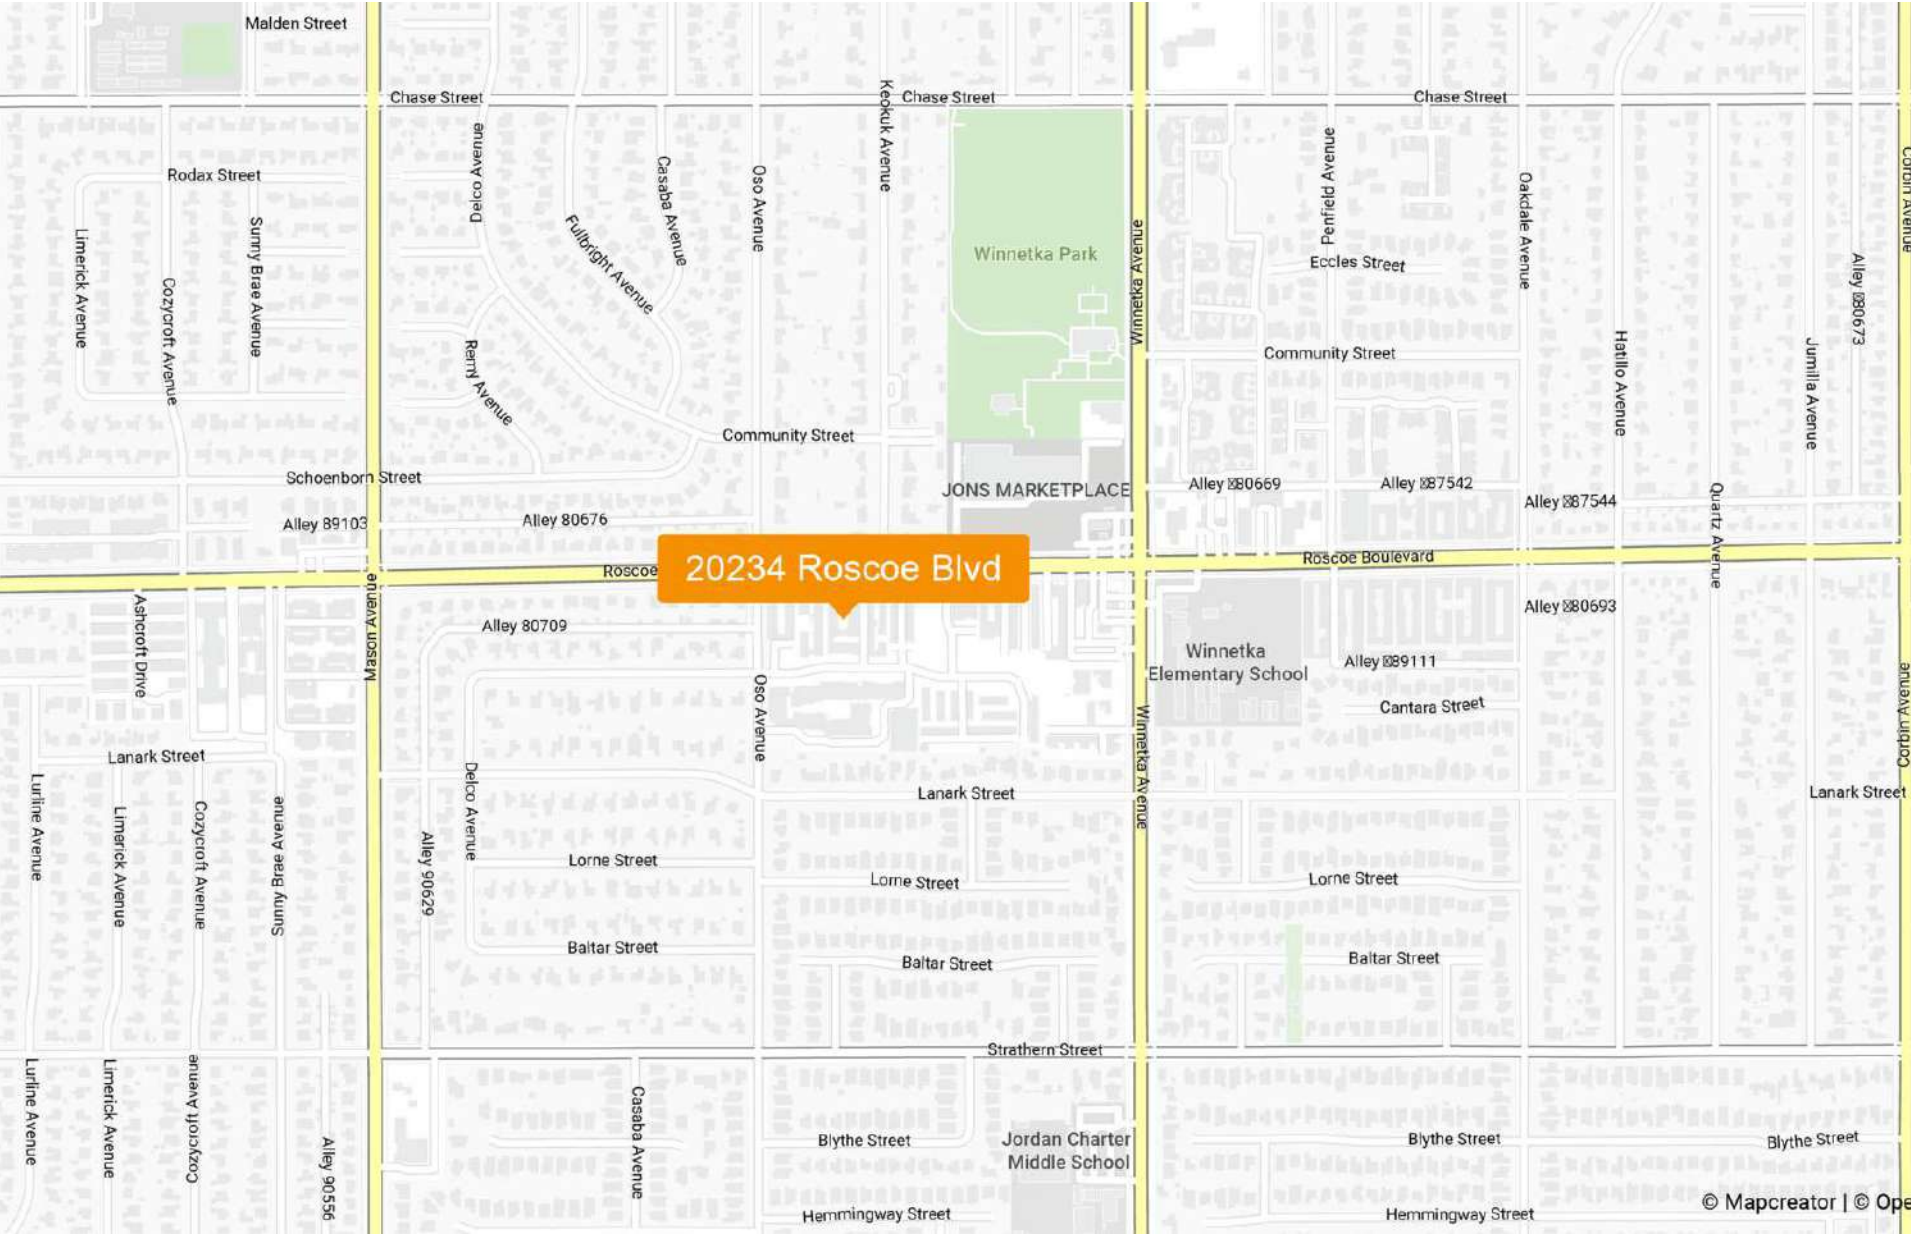 Malden Street
Chase Street
Chase Street
Chase Street
Keokuk Avenue
Delco Avenue
Penfield Avenue
Corbin Avenue
Casaba Avenue
Oso Avenue
Rodax Street
Oakdale Avenue
Fullbright Avenue
Sunny Brae Avenue
Limerick Avenue
Winnetka Park
Winnetka Avenue
Eccles Street
Alley 80673
Cozycroft Avenue
Remy Avenue
Community Street
Hatillo Avenue
Jumilla Avenue
Community Street
Schoenborn Street
JONS MARKETPLACE
Alley 80669
Alley 87542
Alley 87544
Quartz Avenue
Alley 89103
Alley 80676
Roscoe
20234 Roscoe Blvd
Roscoe Boulevard
Mason Avenue
Ashcroft Drive
Alley 80709
Alley 80693
Winnetka
Elementary School
Alley 89111
Oso Avenue
Cantara Street
Corbin Avenue
Winnetka Avenue
Lanark Street
Lanark Street
Lanark Street
Lurline Avenue
Limerick Avenue
Cozycroft Avenue
Sunny Brae Avenue
Delco Avenue
Alley 90629
Lorne Street
Lorne Street
Lorne Street
Baltar Street
Baltar Street
Baltar Street
Strathern Street
Lurline Avenue
Limerick Avenue
Cozycroft Avenue
Alley 90556
Casaba Avenue
Blythe Street
Jordan Charter
Middle School
Blythe Street
Blythe Street
Hemmingway Street
Hemmingway Street
© Mapcreator | © Ope